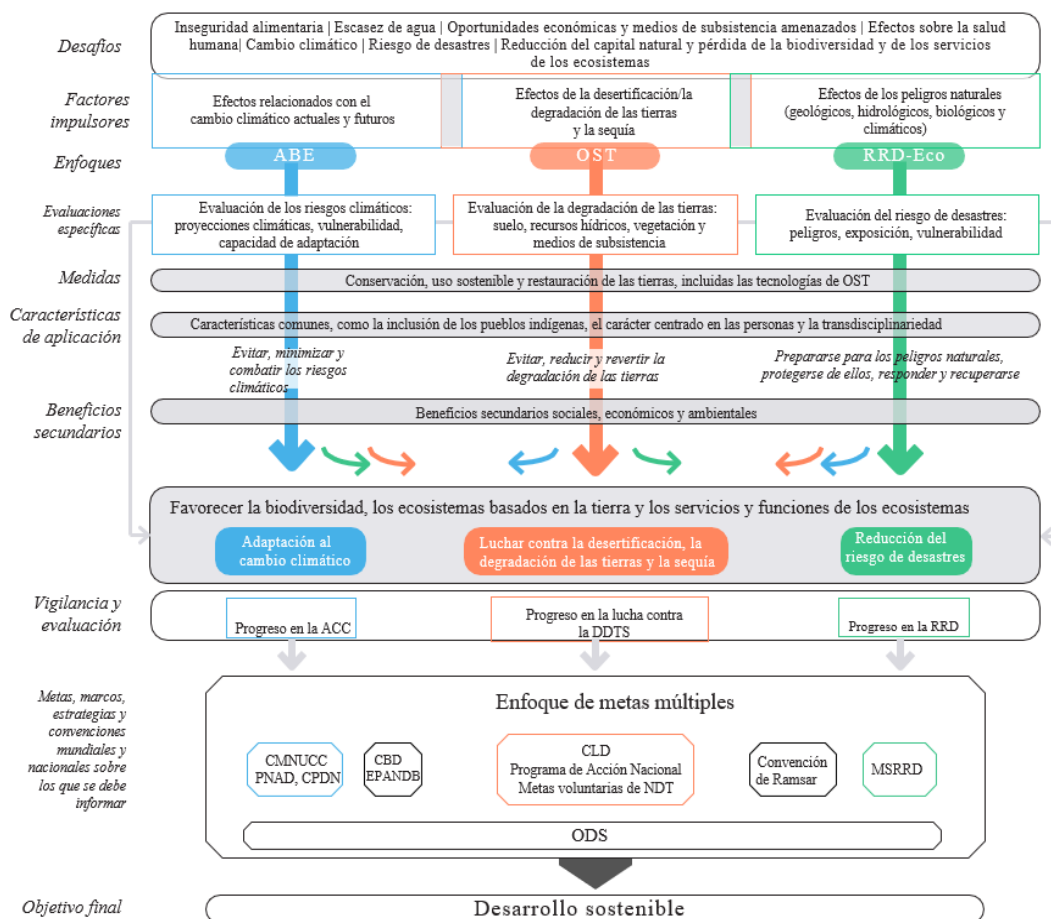 Desafíos
Inseguridad alimentaria | Escasez de agua | Oportunidades económicas y medios de subsistencia amenazados | Efectos sobre la salud
humana| Cambio climático | Riesgo de desastres | Reducción del capital natural y pérdida de la biodiversidad y de los servicios
de los ecosistemas
Factores
impulsores
Efectos relacionados con el
cambio climático actuales y futuros
Efectos de la desertificación/la
degradación de las tierras
y la sequía
Efectos de los peligros naturales
(geológicos, hidrológicos, biológicos y
climáticos)
Enfoques
ABE
OST
RRD-Eco
Evaluaciones
específicas
Evaluación de los riesgos climáticos:
proyecciones climáticas, vulnerabilidad,
capacidad de adaptación
Evaluación de la degradación de las tierras:
suelo, recursos hídricos, vegetación y
medios de subsistencia
Evaluación del riesgo de desastres:
peligros, exposición, vulnerabilidad
Medidas
Conservación, uso sostenible y restauración de las tierras, incluidas las tecnologías de OST
Características
de aplicación
Características comunes, como la inclusión de los pueblos indígenas, el carácter centrado en las personas y la transdisciplinariedad
Evitar, minimizar y
combatir los riesgos
climáticos
Evitar, reducir y revertir la
degradación de las tierras
Prepararse para los peligros naturales,
protegerse de ellos, responder y recuperarse
Beneficios
secundarios
Beneficios secundarios sociales, económicos y ambientales
Favorecer la biodiversidad, los ecosistemas basados en la tierra y los servicios y funciones de los ecosistemas
Adaptación al
cambio climático
Luchar contra la desertificación, la
degradación de las tierras y la sequía
Reducción del
riesgo de desastres
Vigilancia y
evaluación
Progreso en la ACC
Progreso en la lucha contra
la DDTS
Progreso en la RRD
Metas, marcos,
estrategias y
convenciones
mundiales y
nacionales sobre
los que se debe
informar
Enfoque de metas múltiples
CMNUCC
PNAD, CPDN
CBD
EPANDB
CLD
Programa de Acción Nacional
Metas voluntarias de NDT
Convención
de Ramsar
MSRRD
ODS
Objetivo final
Desarrollo sostenible